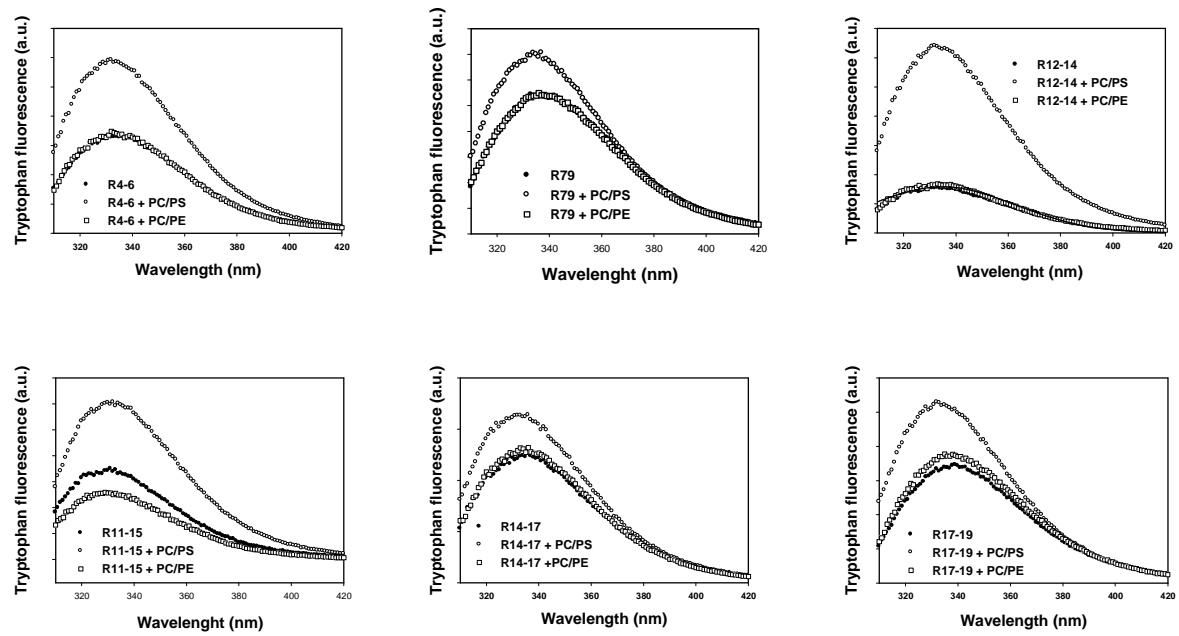 Tryptophan fluorescence (a.u.)
R4-6
R4-6 + PC/PS
R4-6 + PC/PE
320 340 360 380 400 420
Wavelength (nm)
Tryptophan fluorescence (a.u.)
R79
R79 + PC/PS
R79 + PC/PE
320 340 360 380 400 420
Wavelenght (nm)
Tryptophan fluorescence (a.u.)
R12-14
R12-14 + PC/PS
R12-14 + PC/PE
320 340 360 380 400 420
Wavelenght (nm)
Tryptophan fluorescence (a.u.)
R11-15
R11-15 + PC/PS
R11-15 + PC/PE
320 340 360 380 400 420
Wavelenght (nm)
Tryptophan fluorescence (a.u.)
R14-17
R14-17 + PC/PS
R14-17 +PC/PE
320 340 360 380 400 420
Wavelenght (nm)
Tryptophan fluorescence (a.u.)
R17-19
R17-19 + PC/PS
R17-19 + PC/PE
320 340 360 380 400 420
Wavelenght (nm)